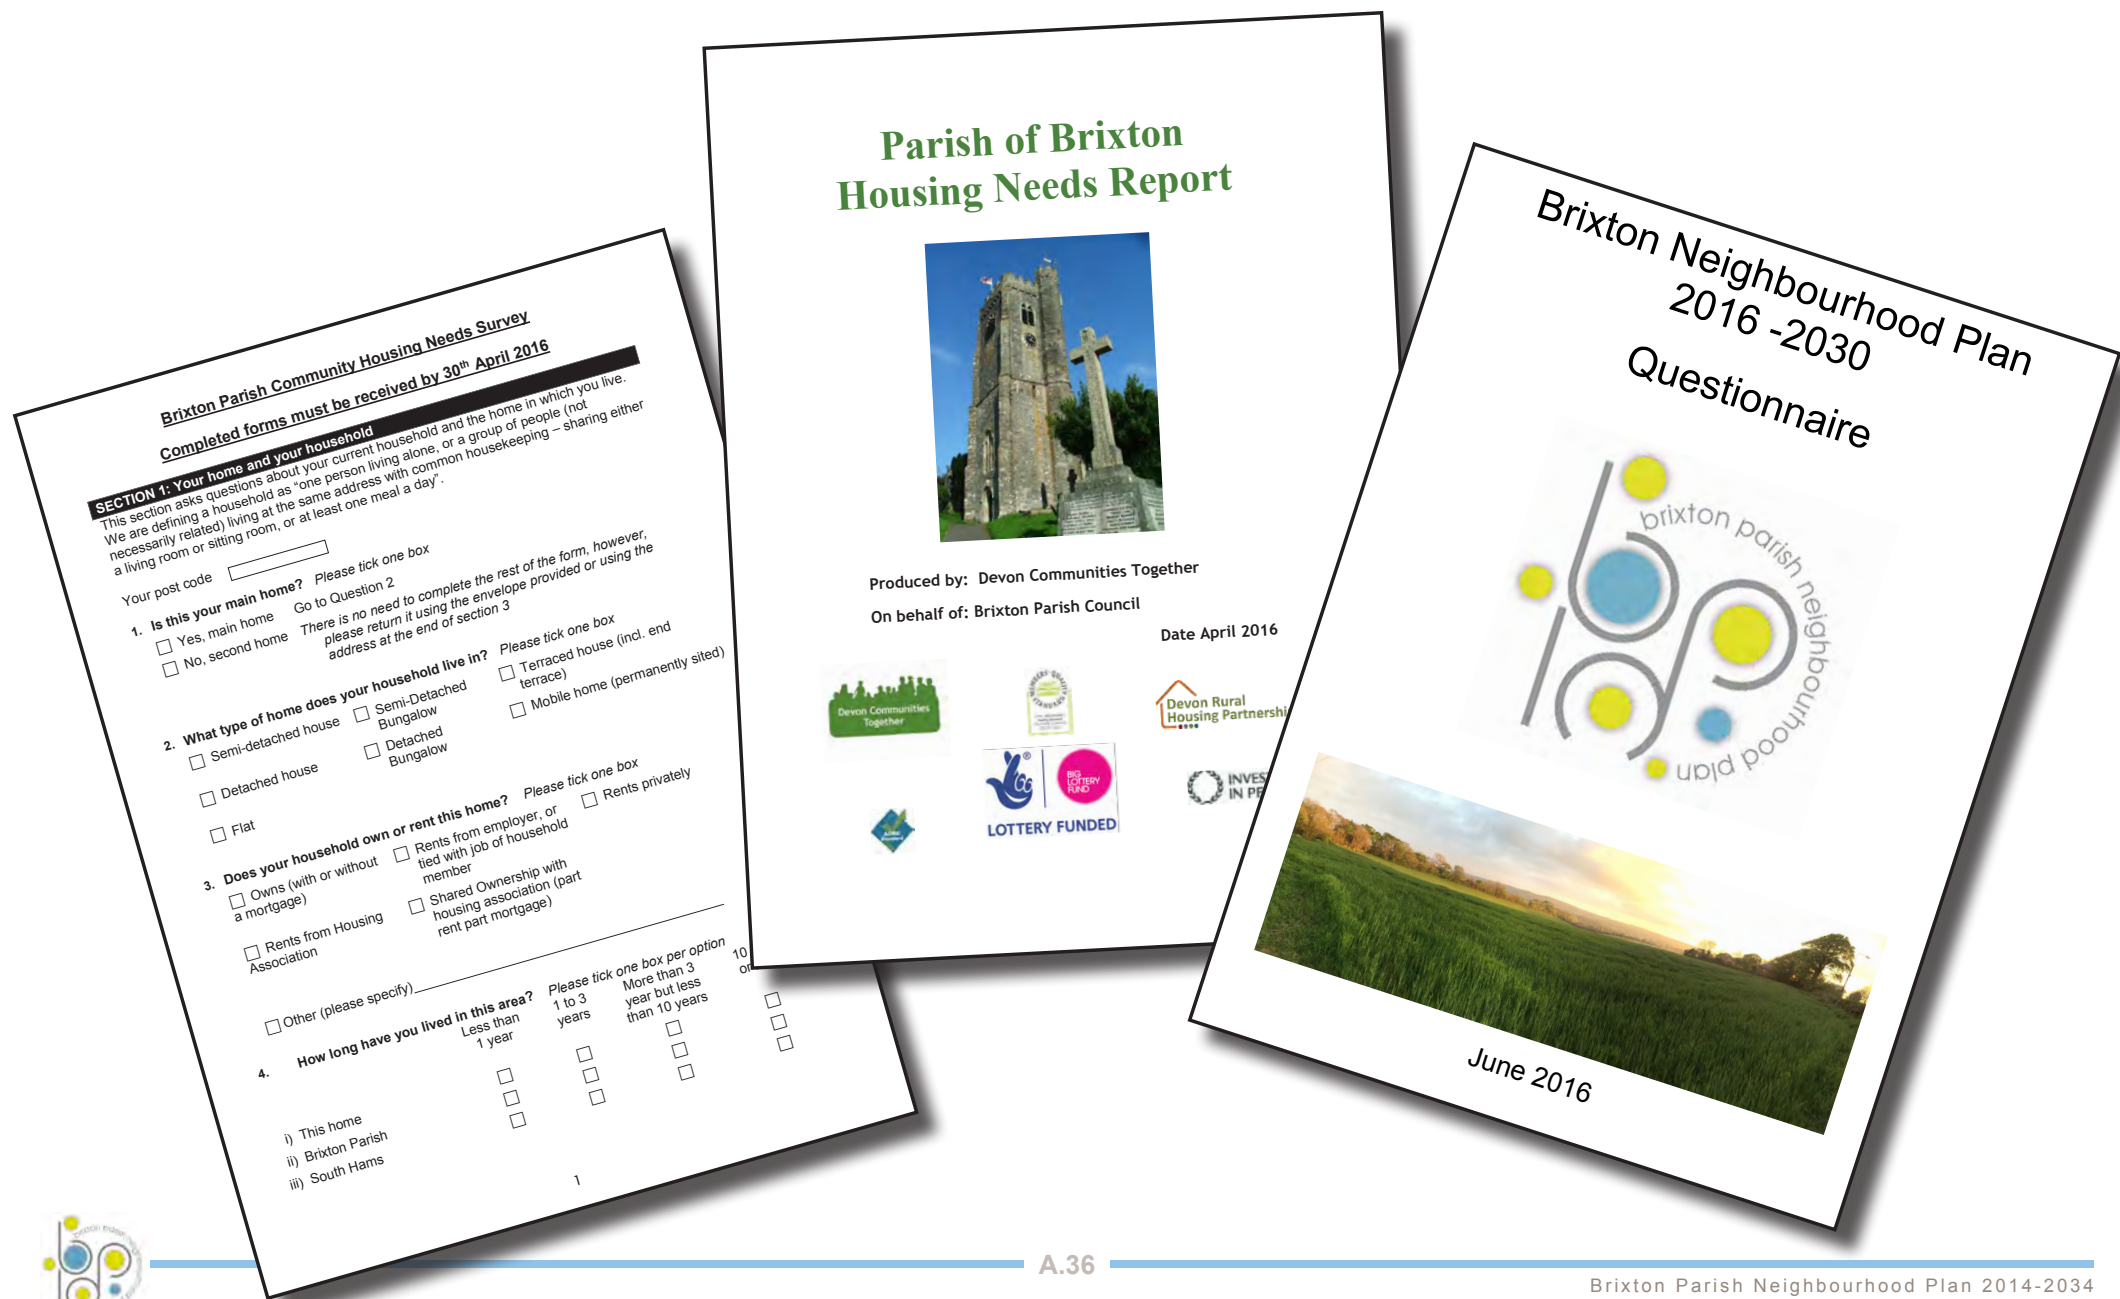 Brixton Parish Community Housing Needs Survey
Completed forms must be received by 30th April 2016
SECTION 1: Your home and your household
This section asks questions about your current household and the home in which you live.
We are defining a household as “one person living alone, or a group of people (not
necessarily related) living at the same address with common housekeeping – sharing either
a living room or sitting room, or at least one meal a day”.
Your post code
1. Is this your main home? Please tick one box
Yes, main home Go to Question 2
No, second home There is no need to complete the rest of the form, however,
please return it using the envelope provided or using the
address at the end of section 3
2. What type of home does your household live in? Please tick one box
Semi-detached house
Semi-Detached
Bungalow
Terraced house (incl. end
terrace)
Detached house
Detached
Bungalow
Mobile home (permanently sited)
Flat
3. Does your household own or rent this home? Please tick one box
Owns (with or without
a mortgage)
Rents from employer, or
tied with job of household
member
Rents privately
Rents from Housing
Association
Shared Ownership with
housing association (part
rent part mortgage)
Other (please specify)
4. How long have you lived in this area? Please tick one box per option
Less than
1 year
1 to 3
years
More than 3
year but less
than 10 years
10
or
i) This home
ii) Brixton Parish
iii) South Hams
1
Parish of Brixton
Housing Needs Report
Produced by: Devon Communities Together
On behalf of: Brixton Parish Council
Date April 2016
Devon Communities
Together
MEMBERS' QUALITY
STANDARDS
Devon Rural
Housing Partnershi
BIG
LOTTERY
FUND
LOTTERY FUNDED
INVES
IN PE
Brixton Neighbourhood Plan
2016 -2030
Questionnaire
brixton parish neighbourhood plan
June 2016
A.36
Brixton Parish Neighbourhood Plan 2014-2034